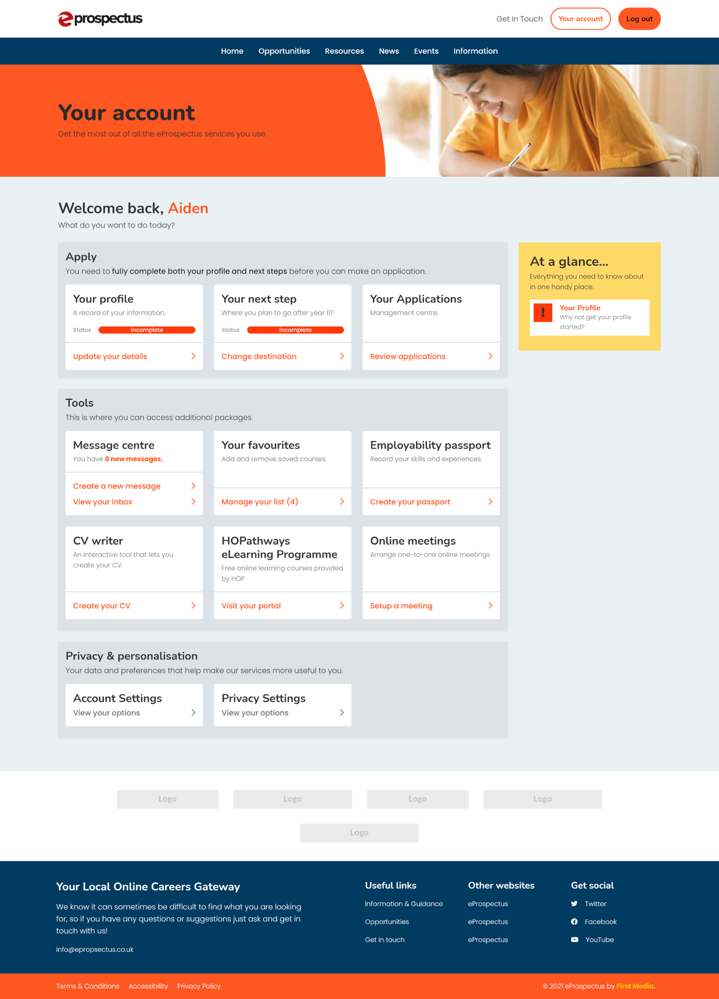 eprospectus
Get In Touch
Your account
Log out
Home
Opportunities
Resources
News
Events
Information
Your account
Get the most out of all the eProspectus services you use.
Welcome back, Aiden
What do you want to do today?
Apply
You need to fully complete both your profile and next steps before you can make an application.
Your profile
A record of your information.
Status
incomplete
Update your details
Your next step
Where you plan to go after year 11?
Status
incomplete
Change destination
Your Applications
Management centre.
Review applications
At a glance...
Everything you need to know about
in one handy place.
!
Your Profile
Why not get your profile
started?
Tools
This is where you can access additional packages.
Message centre
You have 0 new messages.
Create a new message
View your inbox
Your favourites
Add and remove saved courses.
Manage your list (4)
Employability passport
Record your skills and experiences.
Create your passport
CV writer
An interactive tool that lets you
create your CV
Create your CV
HOPathways
eLearning Programme
Free online learning courses provided
by HOP
Visit your portal
Online meetings
Arrange one-to-one online meetings
Setup a meeting
Privacy & personalisation
Your data and preferences that help make our services more useful to you.
Account Settings
View your options
Privacy Settings
View your options
Logo
Logo
Logo
Logo
Logo
Your Local Online Careers Gateway
We know it can sometimes be difficult to find what you are looking
for, so if you have any questions or suggestions just ask and get in
touch with us!
info@epropsectus.co.uk
Useful links
Information & Guidance
Opportunities
Get in touch
Other websites
eProspectus
eProspectus
eProspectus
Get social
Twitter
Facebook
YouTube
Terms & Conditions
Accessibility
Privacy Policy
© 2021 eProspectus by First Media.